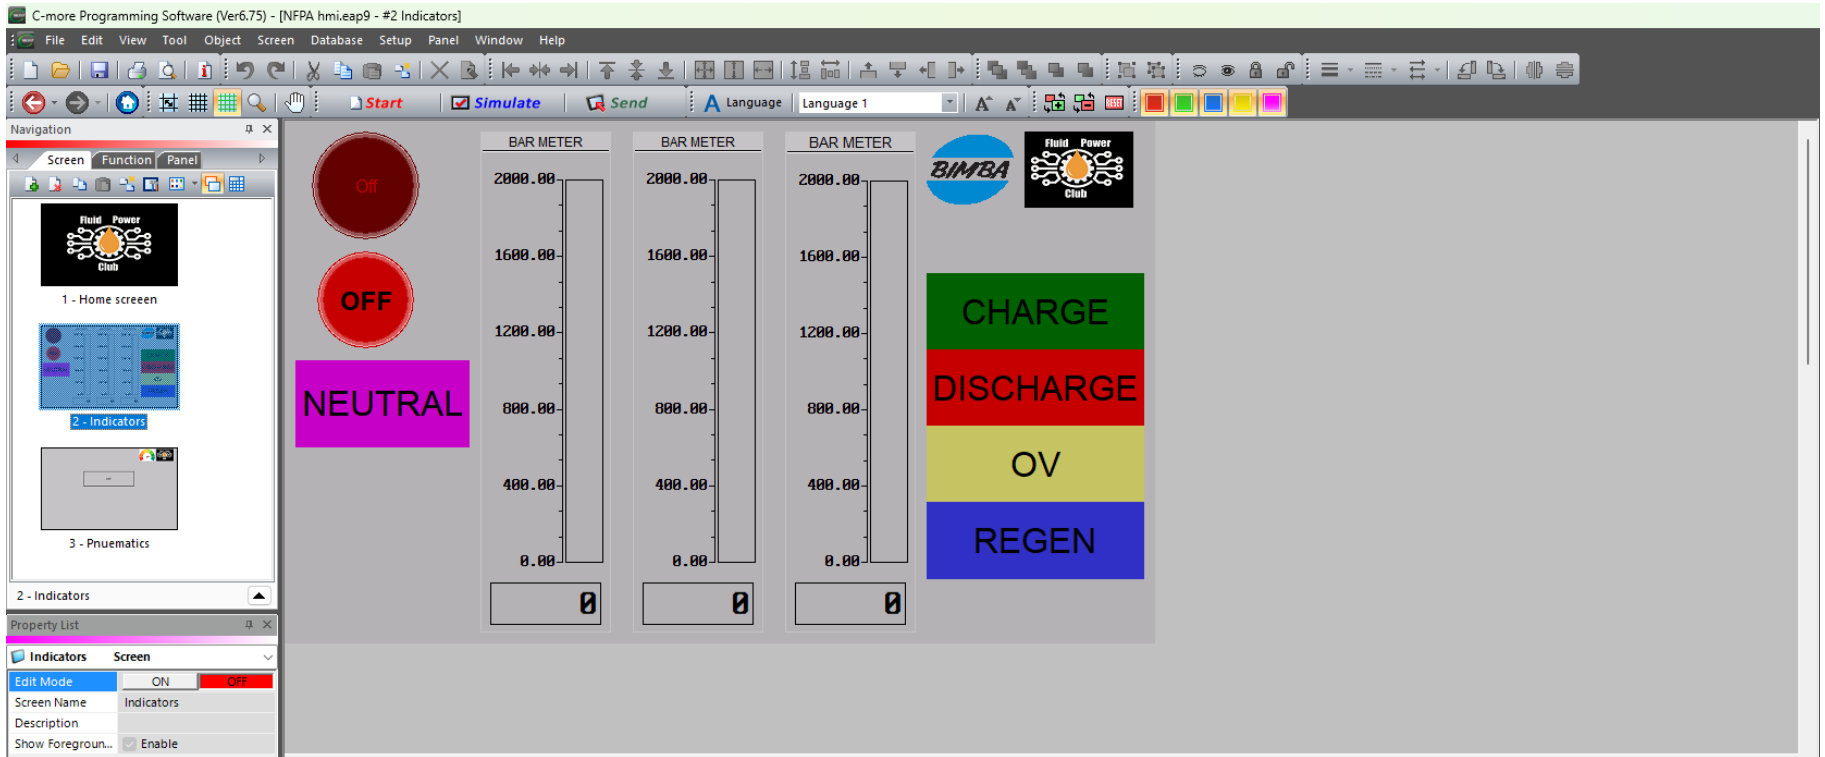 C-more Programming Software (Ver6.75) - [NFPA hmi.eap9 - #2 Indicators]
File Edit View Tool Object Screen Database Setup Panel Window Help
Start Simulate Send A Language Language 1 A A RESET
Navigation
Screen Function Panel
Fluid Power
Club
1 - Home screeen
2 - Indicators
3 - Pnuematics
2 - Indicators
Property List
Indicators Screen
Edit Mode ON OFF
Screen Name Indicators
Description
Show Foregroun... Enable
Off
OFF
NEUTRAL
BAR METER
2000.00
1600.00
1200.00
800.00
400.00
0.00
0
BAR METER
2000.00
1600.00
1200.00
800.00
400.00
0.00
0
BAR METER
2000.00
1600.00
1200.00
800.00
400.00
0.00
0
BIMBA
Fluid Power
Club
CHARGE
DISCHARGE
OV
REGEN